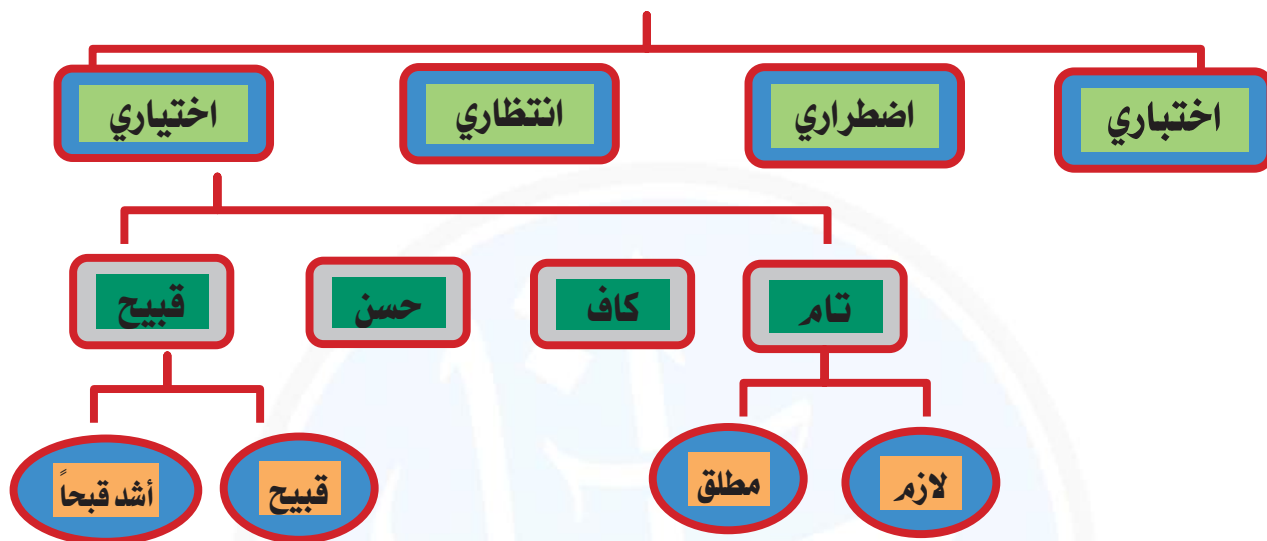 اختباري
اضطراري
انتظاري
اختياري
تام
كاف
حسن
قبيح
لازم
مطلق
قبيح
أشد قبحاً